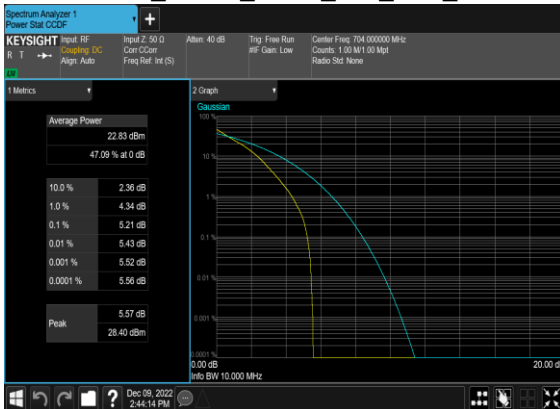 Spectrum Analyzer 1
Power Stat CCDF
KEYSIGHT
R T
LXI
Input: RF
Coupling: DC
Align: Auto
Input Z: 50 Ω
Corr CCorr
Freq Ref: Int (S)
Atten: 40 dB
Trig: Free Run
#IF Gain: Low
Center Freq: 704.000000 MHz
Counts: 1.00 M/1.00 Mpt
Radio Std: None
1 Metrics
Average Power
22.83 dBm
47.09 % at 0 dB
10.0 % 2.36 dB
1.0 % 4.34 dB
0.1 % 5.21 dB
0.01 % 5.43 dB
0.001 % 5.52 dB
0.0001 % 5.56 dB
Peak
5.57 dB
28.40 dBm
2 Graph
Gaussian
100 %
10 %
1 %
0.1 %
0.01 %
0.001 %
0.0001 %
0.00 dB
20.00 d
Info BW 10.000 MHz
Dec 09, 2022
2:44:14 PM